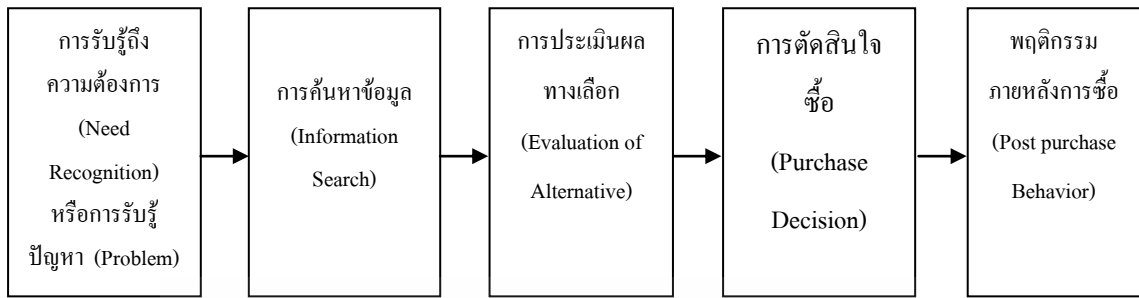 การรับรู้ถึง
ความต้องการ
(Need
Recognition)
หรือการรับรู้
ปัญหา (Problem)
การค้นหาข้อมูล
(Information
Search)
การประเมินผล
ทางเลือก
(Evaluation of
Alternative)
การตัดสินใจ
ซื้อ
(Purchase
Decision)
พฤติกรรม
ภายหลังการซื้อ
(Post purchase
Behavior)